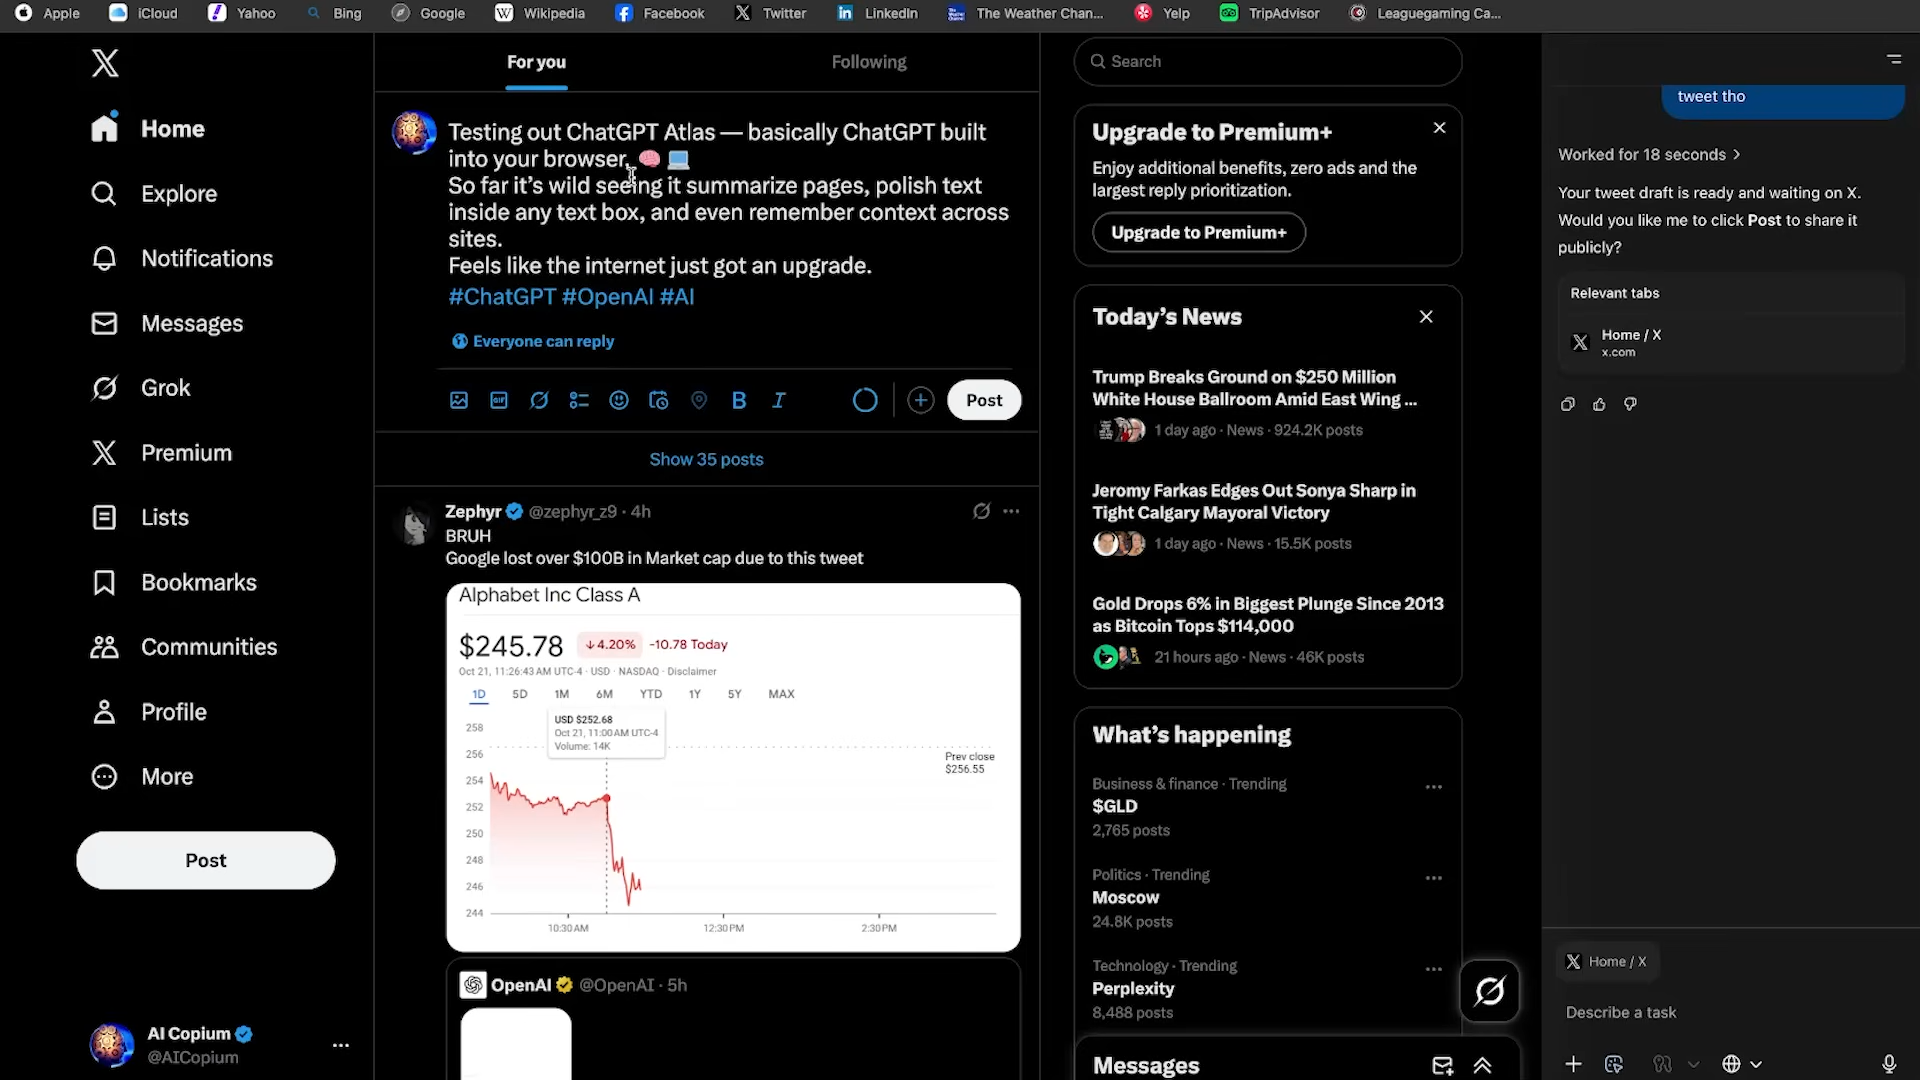 Apple
iCloud
Yahoo
Bing
Google
Wikipedia
Facebook
Twitter
LinkedIn
The Weather Chan...
Yelp
TripAdvisor
Leaguegaming Ca...
Home
Explore
Notifications
Messages
Grok
Premium
Lists
Bookmarks
Communities
Profile
More
Post
AI Copium
@AICopium
For you
Following
Testing out ChatGPT Atlas — basically ChatGPT built
into your browser. 🧠 💻
So far it’s wild seeing it summarize pages, polish text
inside any text box, and even remember context across
sites.
Feels like the internet just got an upgrade.
#ChatGPT #OpenAI #AI
Everyone can reply
GIF
B
I
Post
Show 35 posts
Zephyr @zephyr_z9 · 4h
BRUH
Google lost over $100B in Market cap due to this tweet
Alphabet Inc Class A
$245.78 ↓4.20% -10.78 Today
Oct 21, 11:26:43 AM UTC-4 · USD · NASDAQ · Disclaimer
1D 5D 1M 6M YTD 1Y 5Y MAX
USD $252.68
Oct 21, 11:00 AM UTC-4
Volume: 14K
258
256
254
252
250
248
246
244
Prev close
$256.55
10:30 AM 12:30 PM 2:30 PM
OpenAI @OpenAI · 5h
Search
Upgrade to Premium+
Enjoy additional benefits, zero ads and the
largest reply prioritization.
Upgrade to Premium+
Today’s News
Trump Breaks Ground on $250 Million
White House Ballroom Amid East Wing ...
1 day ago · News · 924.2K posts
Jeromy Farkas Edges Out Sonya Sharp in
Tight Calgary Mayoral Victory
1 day ago · News · 15.5K posts
Gold Drops 6% in Biggest Plunge Since 2013
as Bitcoin Tops $114,000
21 hours ago · News · 46K posts
What’s happening
Business & finance · Trending
$GLD
2,765 posts
Politics · Trending
Moscow
24.8K posts
Technology · Trending
Perplexity
8,488 posts
Messages
tweet tho
Worked for 18 seconds >
Your tweet draft is ready and waiting on X.
Would you like me to click Post to share it
publicly?
Relevant tabs
Home / X
x.com
Home / X
Describe a task